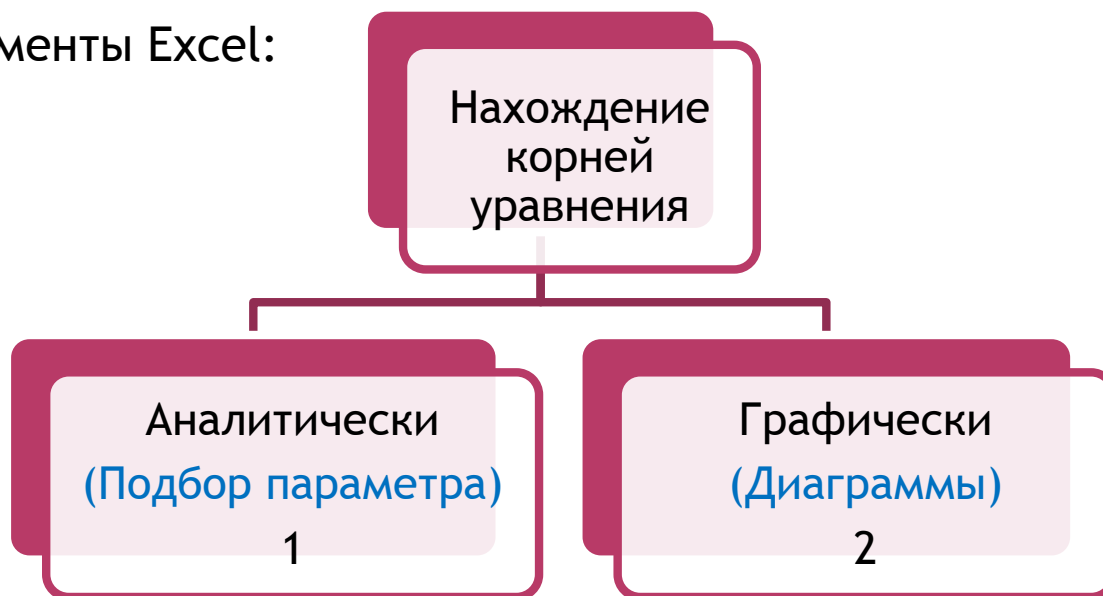 менты Excel:
Нахождение
корней
уравнения
Аналитически
(Подбор параметра)
1
Графически
(Диаграммы)
2